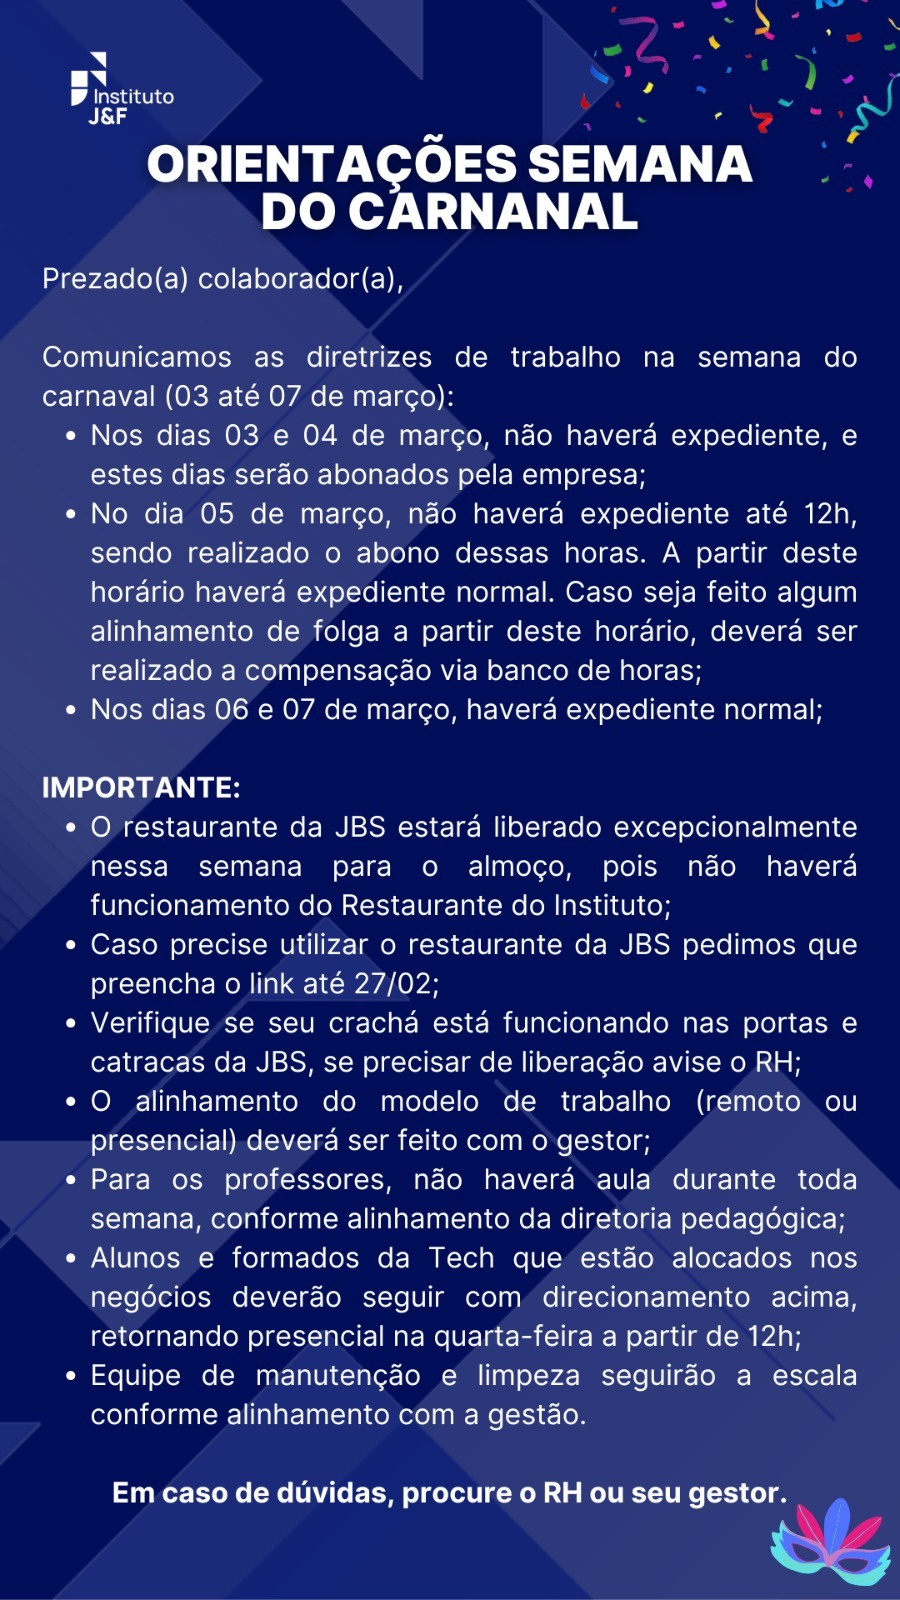 Instituto
J&F
ORIENTAÇÕES SEMANA
DO CARNANAL
Prezado(a) colaborador(a),
Comunicamos as diretrizes de trabalho na semana do
carnaval (03 até 07 de março):
• Nos dias 03 e 04 de março, não haverá expediente, e
estes dias serão abonados pela empresa;
• No dia 05 de março, não haverá expediente até 12h,
sendo realizado o abono dessas horas. A partir deste
horário haverá expediente normal. Caso seja feito algum
alinhamento de folga a partir deste horário, deverá ser
realizado a compensação via banco de horas;
• Nos dias 06 e 07 de março, haverá expediente normal;
IMPORTANTE:
• O restaurante da JBS estará liberado excepcionalmente
nessa semana para o almoço, pois não haverá
funcionamento do Restaurante do Instituto;
• Caso precise utilizar o restaurante da JBS pedimos que
preencha o link até 27/02;
• Verifique se seu crachá está funcionando nas portas e
catracas da JBS, se precisar de liberação avise o RH;
• O alinhamento do modelo de trabalho (remoto ou
presencial) deverá ser feito com o gestor;
• Para os professores, não haverá aula durante toda
semana, conforme alinhamento da diretoria pedagógica;
• Alunos e formados da Tech que estão alocados nos
negócios deverão seguir com direcionamento acima,
retornando presencial na quarta-feira a partir de 12h;
• Equipe de manutenção e limpeza seguirão a escala
conforme alinhamento com a gestão.
Em caso de dúvidas, procure o RH ou seu gestor.